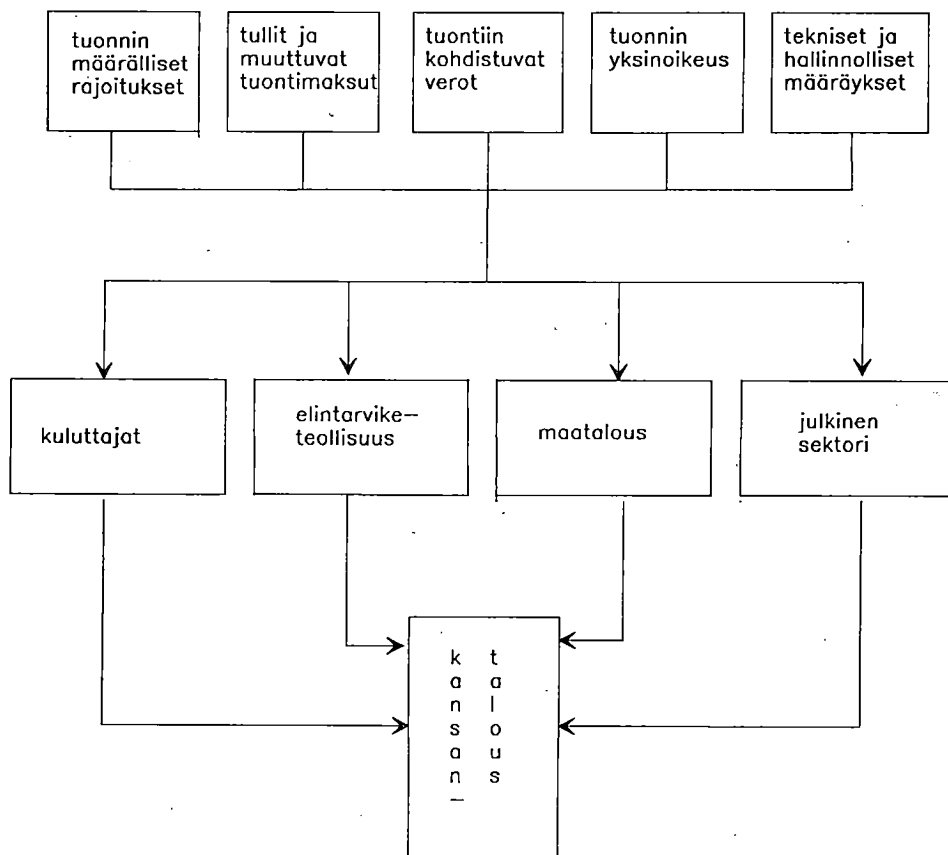 tuonnin
määrälliset
rajoitukset
tullit ja
muuttuvat
tuontimaksut
tuontiin
kohdistuvat
verot
tuonnin
yksinoikeus
tekniset ja
hallinnolliset
määräykset
kuluttajat
elintarvike-
teollisuus
maatalous
julkinen
sektori
kansan-
talous